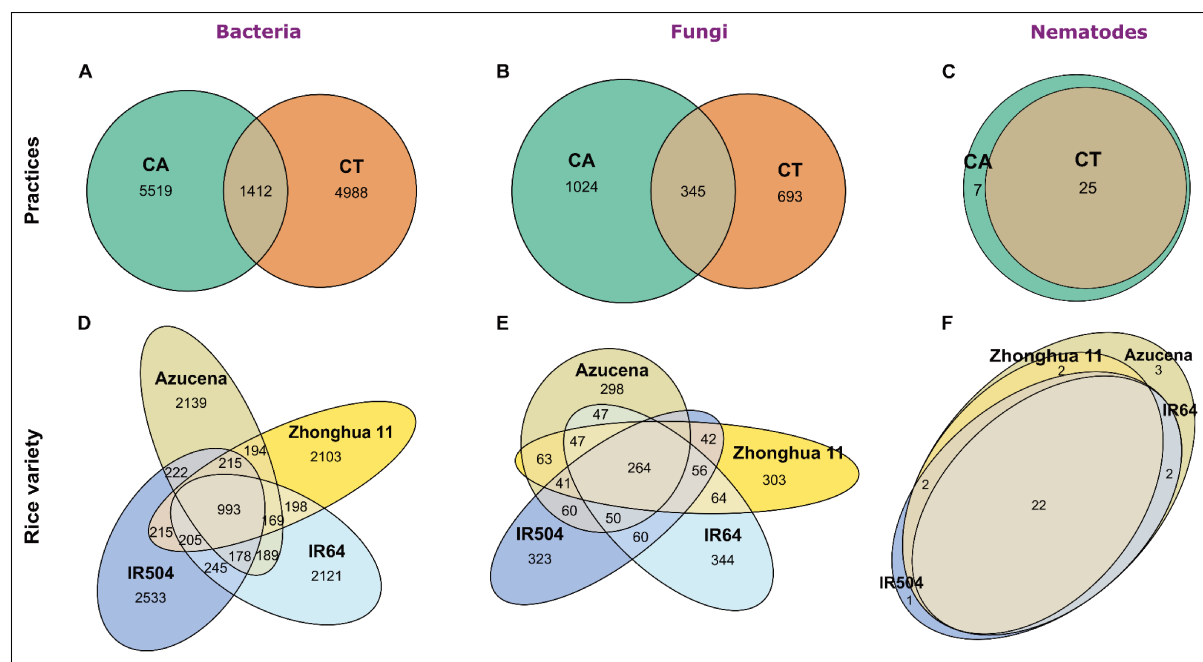 Bacteria Fungi Nematodes
A B C
Practices
CA 5519 1412 CT 4988
CA 1024 345 CT 693
CA 7 CT 25
D E F
Rice variety
Azucena
2139
Zhonghua 11
2103
194
215
222
993
169
198
215
205
178
189
245
IR504
2533
IR64
2121
Azucena
298
47
47
42
63
264
56
Zhonghua 11
303
41
64
60
50
60
IR504
323
IR64
344
Zhonghua 11
2
Azucena
3
IR64
2
2
22
IR504
1